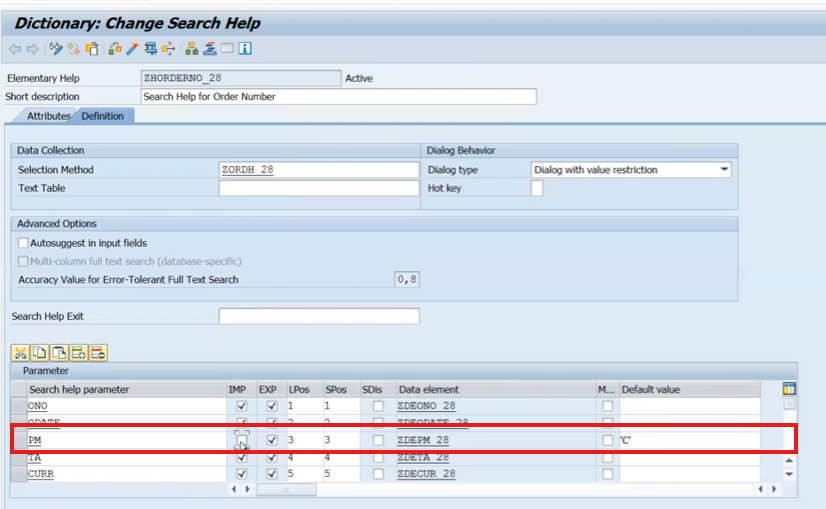 Dictionary: Change Search Help
Elementary Help ZHORDERNO_28 Active
Short description Search Help for Order Number
Attributes Definition
Data Collection Dialog Behavior
Selection Method ZORDH_28 Dialog type Dialog with value restriction
Text Table Hot key
Advanced Options
Autosuggest in input fields
Multi-column full text search (database-specific)
Accuracy Value for Error-Tolerant Full Text Search 0,8
Search Help Exit
Parameter
Search help parameter IMP EXP LPos SPos SDis Data element M... Default value
ONO 1 1 ZDEONO_28
ODATE 2 2 ZDEODATE_28
PM 3 3 ZDEPM_28 'C'
TA 4 4 ZDETA_28
CURR 5 5 ZDECUR_28